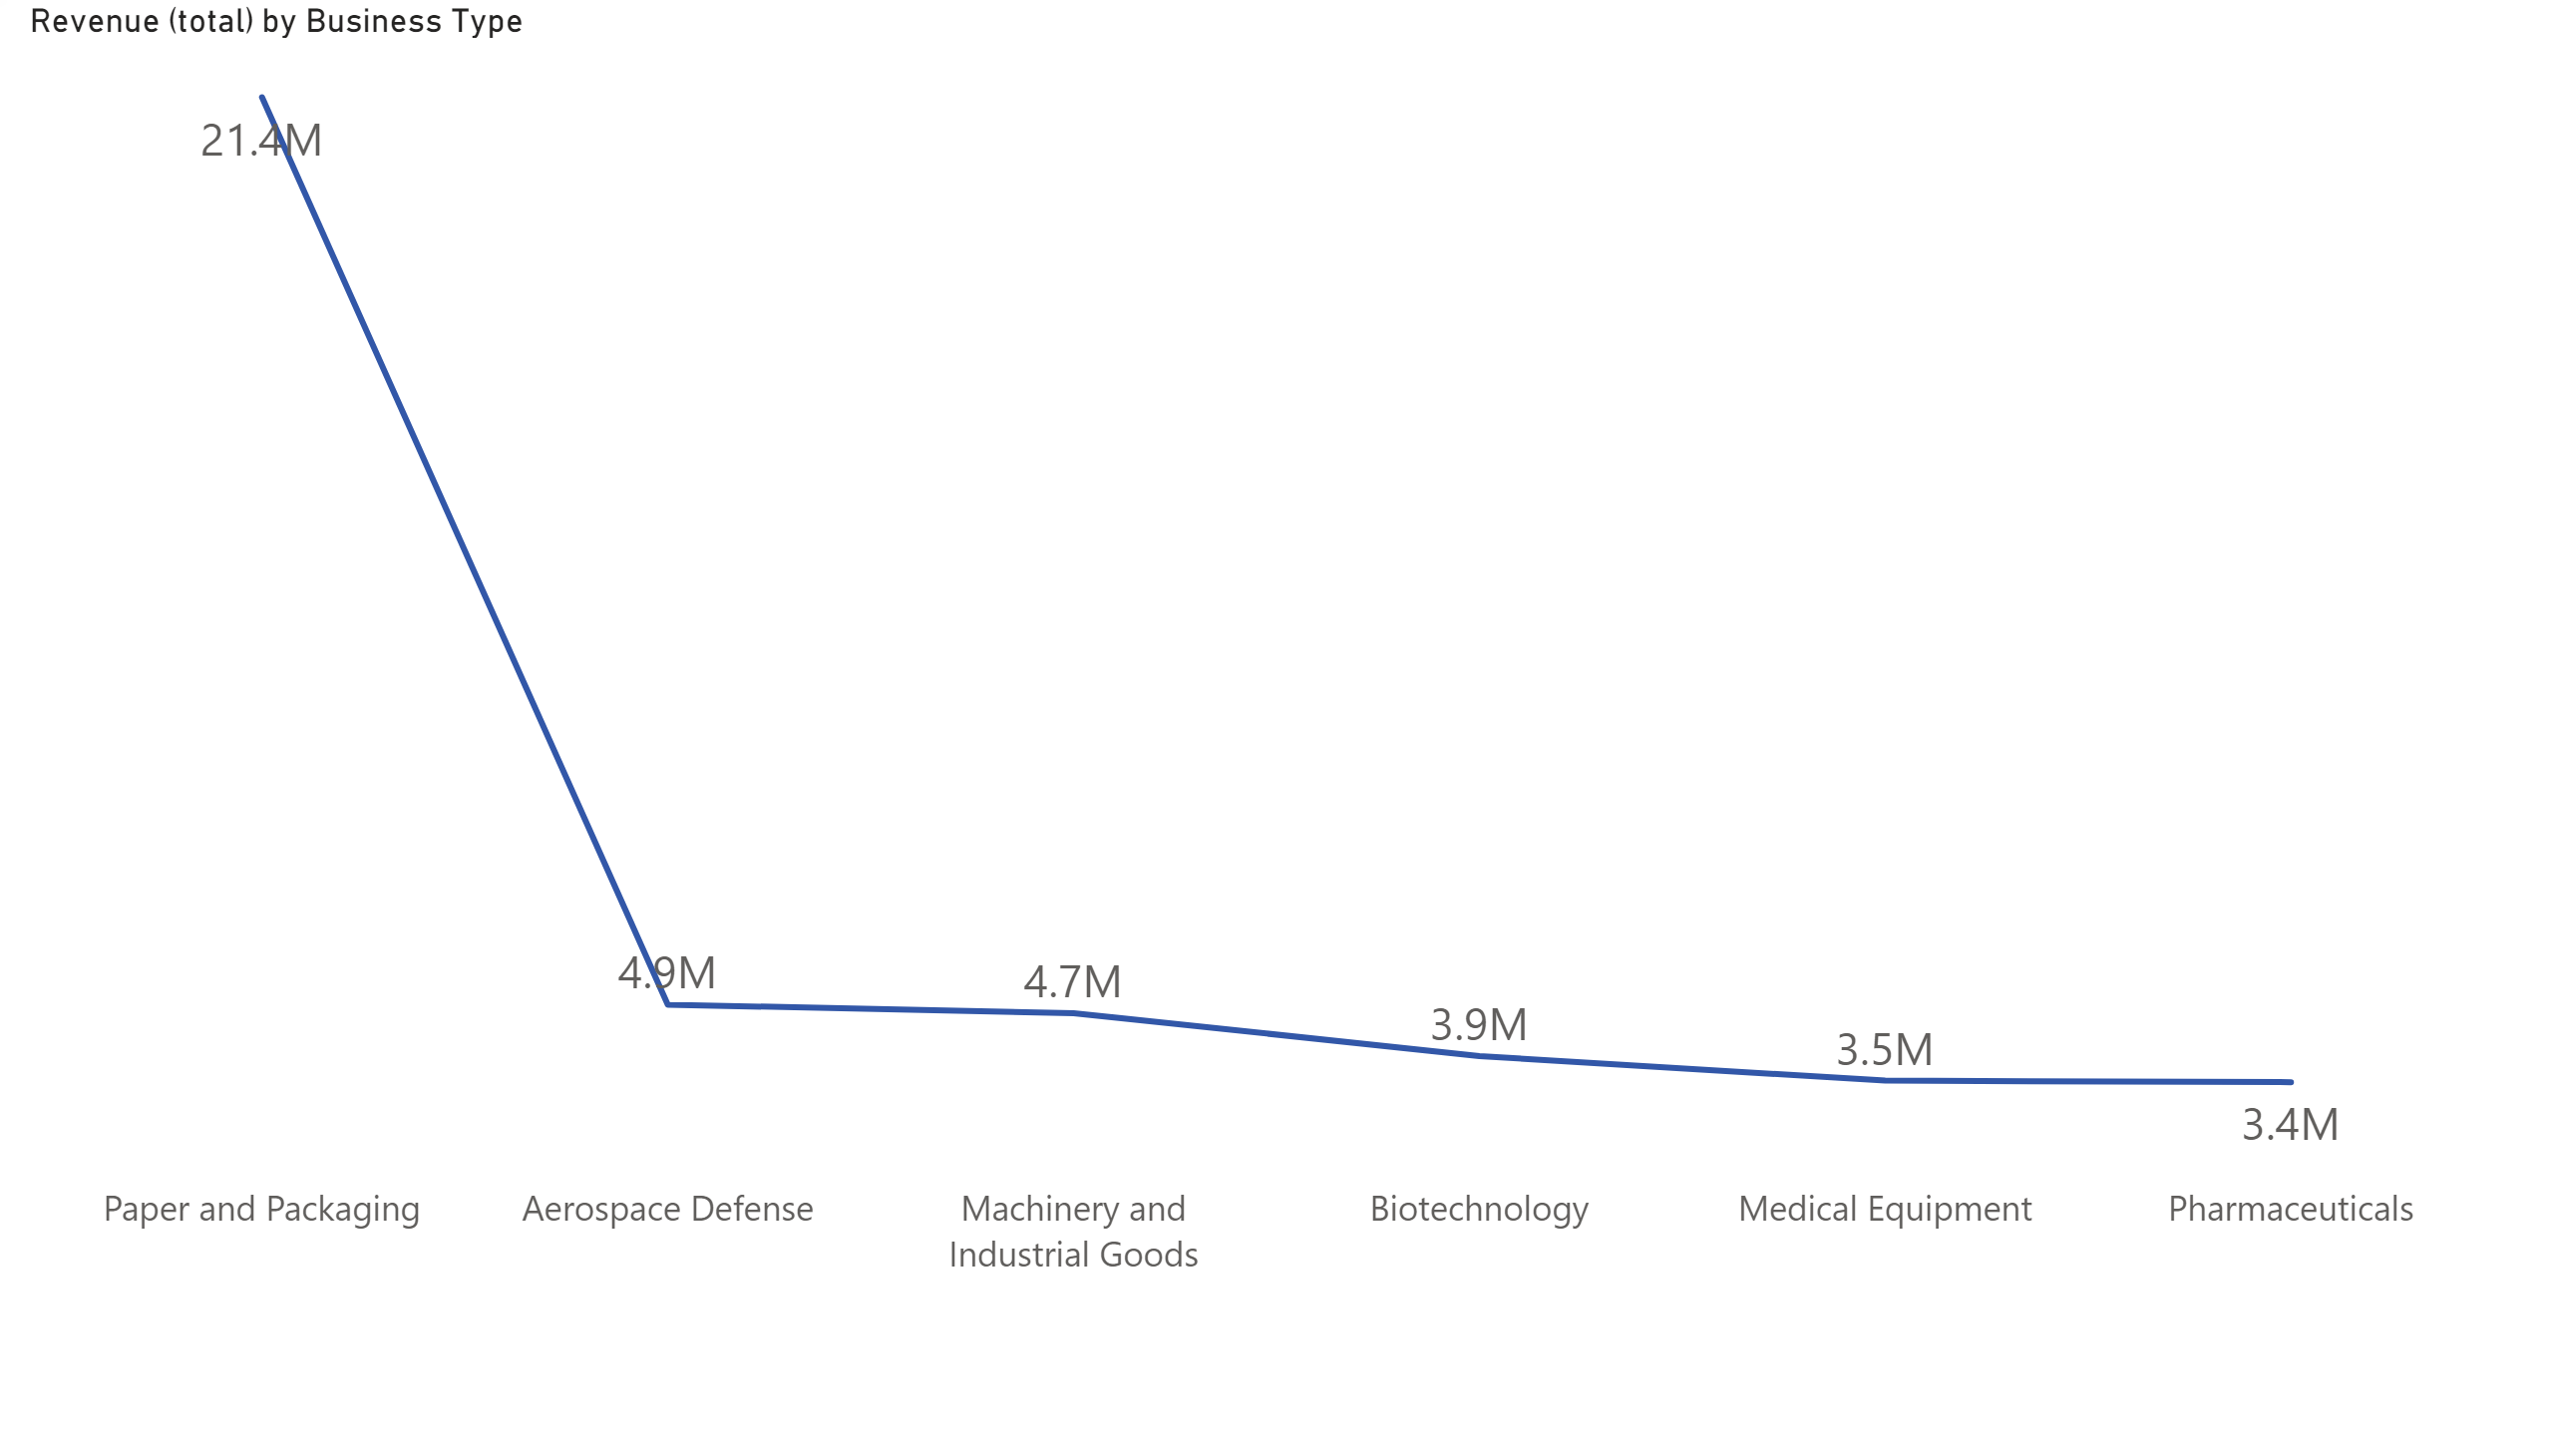 Revenue (total) by Business Type
21.4M
4.9M
4.7M
3.9M
3.5M
3.4M
Paper and Packaging
Aerospace Defense
Machinery and
Industrial Goods
Biotechnology
Medical Equipment
Pharmaceuticals